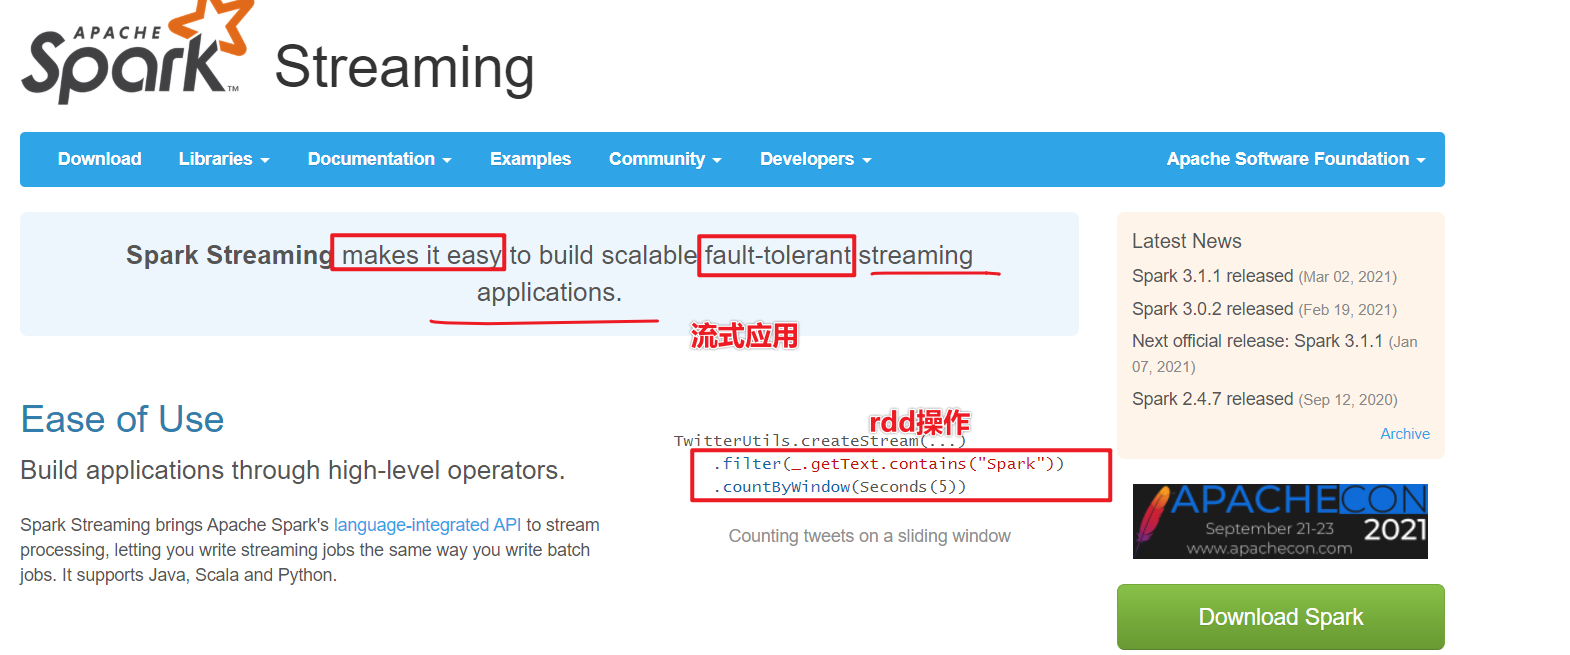 APACHE
Spark™ Streaming
Download Libraries Documentation Examples Community Developers Apache Software Foundation
Spark Streaming makes it easy to build scalable fault-tolerant streaming
applications.
流式应用
Latest News
Spark 3.1.1 released (Mar 02, 2021)
Spark 3.0.2 released (Feb 19, 2021)
Next official release: Spark 3.1.1 (Jan
07, 2021)
Spark 2.4.7 released (Sep 12, 2020)
Archive
Ease of Use
Build applications through high-level operators.
Spark Streaming brings Apache Spark's language-integrated API to stream
processing, letting you write streaming jobs the same way you write batch
jobs. It supports Java, Scala and Python.
rdd操作
TwitterUtils.createStream(...)
.filter(_.getText.contains("Spark"))
.countByWindow(Seconds(5))
Counting tweets on a sliding window
APACHECON
September 21-23 2021
www.apachecon.com
Download Spark